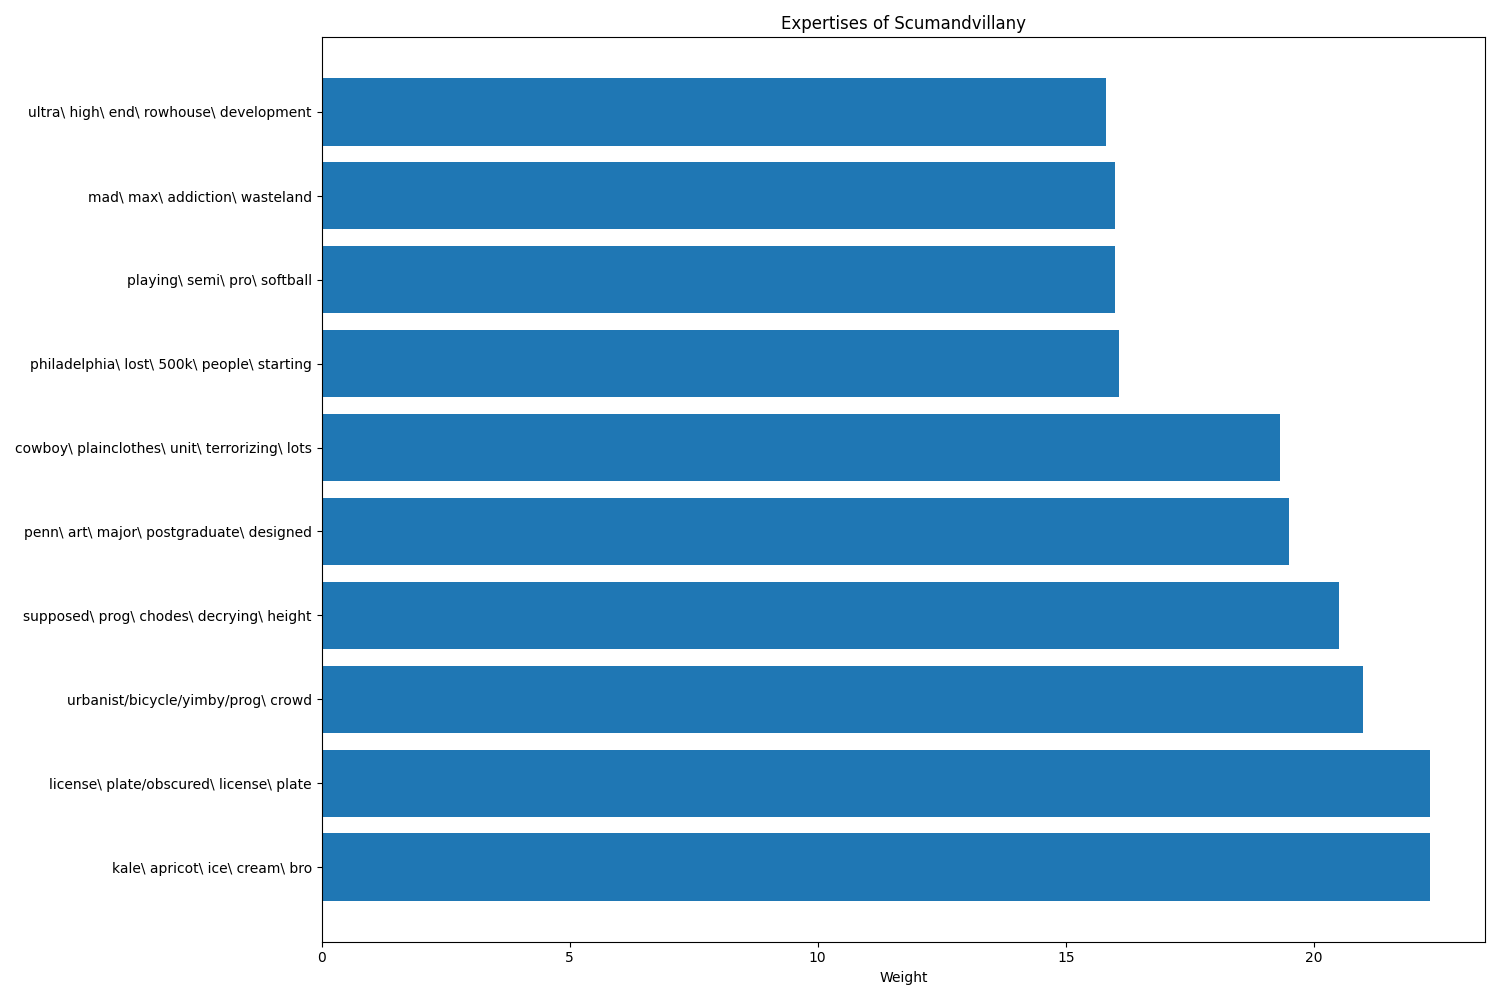 Expertises of Scumandvillany
ultra\ high\ end\ rowhouse\ development
mad\ max\ addiction\ wasteland
playing\ semi\ pro\ softball
philadelphia\ lost\ 500k\ people\ starting
cowboy\ plainclothes\ unit\ terrorizing\ lots
penn\ art\ major\ postgraduate\ designed
supposed\ prog\ chodes\ decrying\ height
urbanist/bicycle/yimby/prog\ crowd
license\ plate/obscured\ license\ plate
kale\ apricot\ ice\ cream\ bro
0 5 10 15 20
Weight